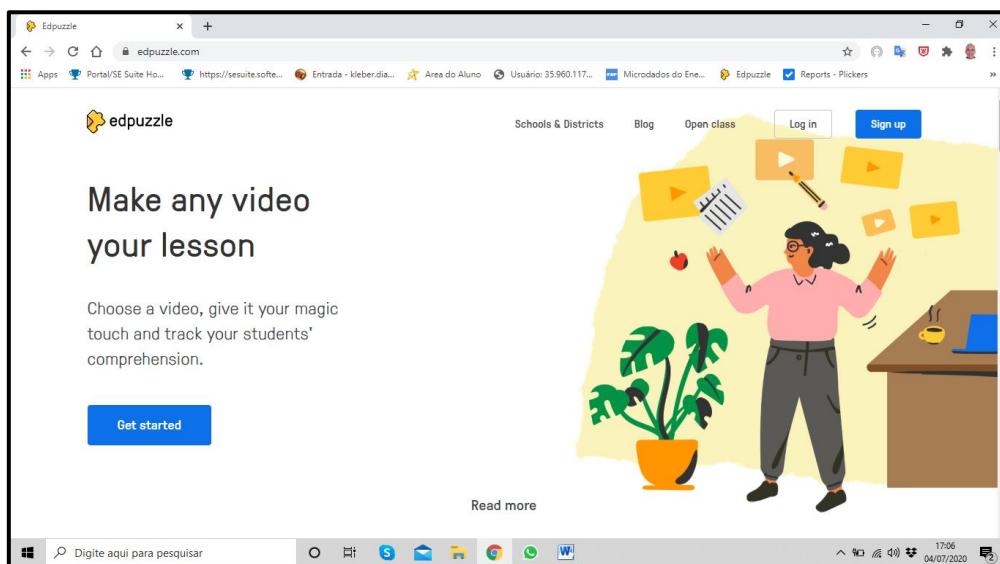 Edpuzzle
edpuzzle.com
Apps Portal/SE Suite Ho... https://sesuite.softe... Entrada - kleber.dia... Area do Aluno Usuário: 35.960.117... Microdados do Ene... Edpuzzle Reports - Plickers »
edpuzzle Schools & Districts Blog Open class Log in Sign up
Make any video
your lesson
Choose a video, give it your magic
touch and track your students'
comprehension.
Get started
Read more
Digite aqui para pesquisar
17:06
04/07/2020
2